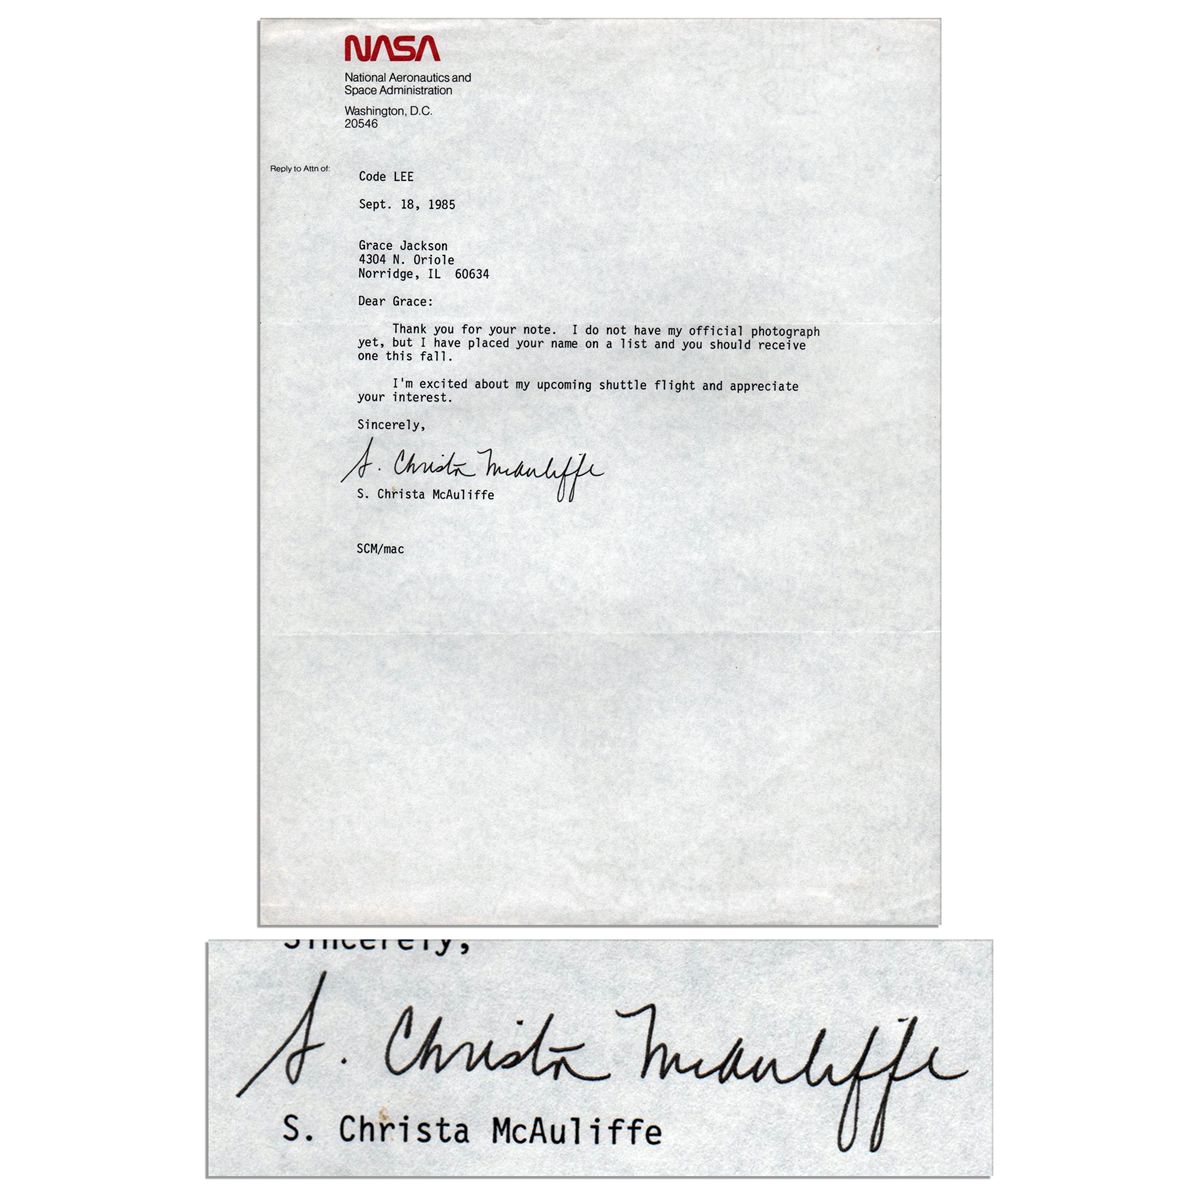 NASA
National Aeronautics and
Space Administration
Washington, D.C.
20546
Reply to Attn of:
Code LEE
Sept. 18, 1985
Grace Jackson
4304 N. Oriole
Norridge, IL  60634
Dear Grace:
Thank you for your note.  I do not have my official photograph
yet, but I have placed your name on a list and you should receive
one this fall.
I'm excited about my upcoming shuttle flight and appreciate
your interest.
Sincerely,
S. Christa McAuliffe
S. Christa McAuliffe
SCM/mac
Sincerely,
S. Christa McAuliffe
S. Christa McAuliffe